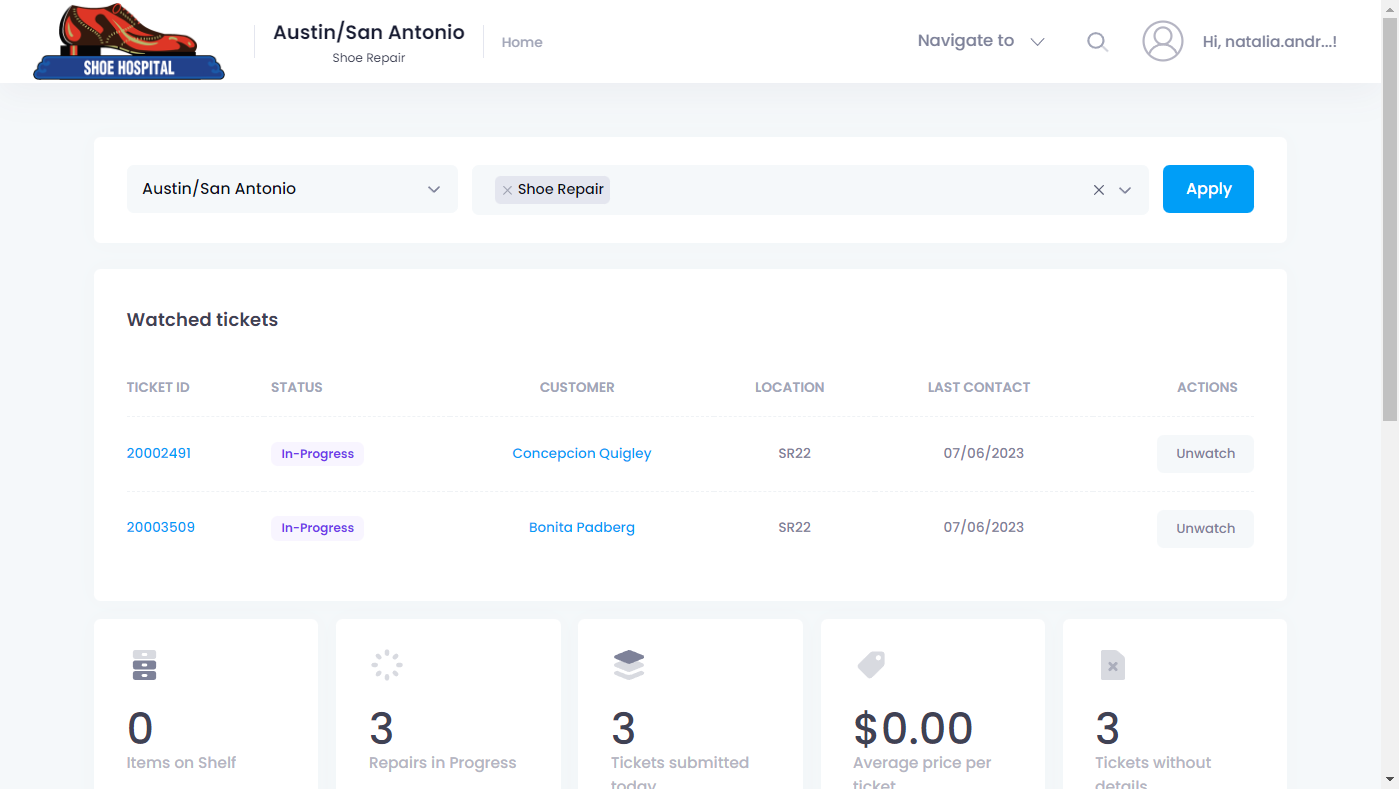 SHOE HOSPITAL
Austin/San Antonio
Shoe Repair
Home
Navigate to
Hi, natalia.andr...!
Austin/San Antonio
Shoe Repair
Apply
Watched tickets
TICKET ID STATUS CUSTOMER LOCATION LAST CONTACT ACTIONS
20002491 In-Progress Concepcion Quigley SR22 07/06/2023 Unwatch
20003509 In-Progress Bonita Padberg SR22 07/06/2023 Unwatch
0
Items on Shelf
3
Repairs in Progress
3
Tickets submitted
today
$0.00
Average price per
ticket
3
Tickets without
details